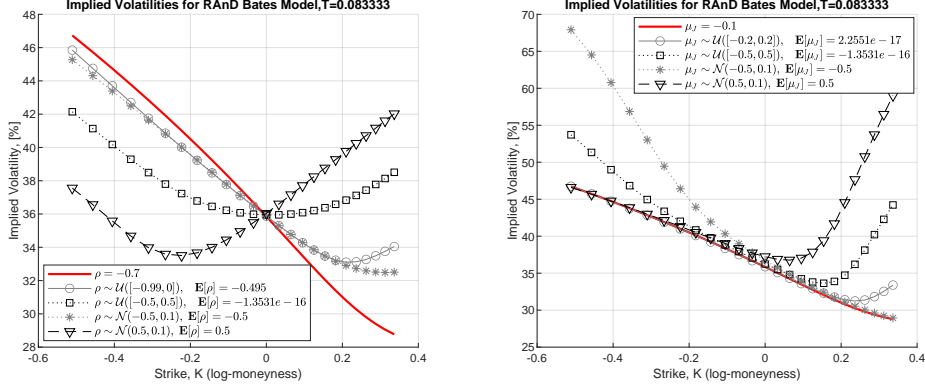 Implied Volatilities for RAnD Bates Model,T=0.083333
48
46
44
42
40
38
36
34
32
30
28
Implied Volatility, [%]
-0.6
-0.4
-0.2
0
0.2
0.4
Strike, K (log-moneyness)
ρ = −0.7
ρ ∼ U([−0.99, 0]), E[ρ] = −0.495
ρ ∼ U([−0.5, 0.5]), E[ρ] = −1.3531e − 16
ρ ∼ N(−0.5, 0.1), E[ρ] = −0.5
ρ ∼ N(0.5, 0.1), E[ρ] = 0.5
Implied Volatilities for RAnD Bates Model,T=0.083333
70
65
60
55
50
45
40
35
30
25
Implied Volatility, [%]
-0.6
-0.4
-0.2
0
0.2
0.4
Strike, K (log-moneyness)
μJ = −0.1
μJ ∼ U([−0.2, 0.2]), E[μJ] = 2.2551e − 17
μJ ∼ U([−0.5, 0.5]), E[μJ] = −1.3531e − 16
μJ ∼ N(−0.5, 0.1), E[μJ] = −0.5
μJ ∼ N(0.5, 0.1), E[μJ] = 0.5